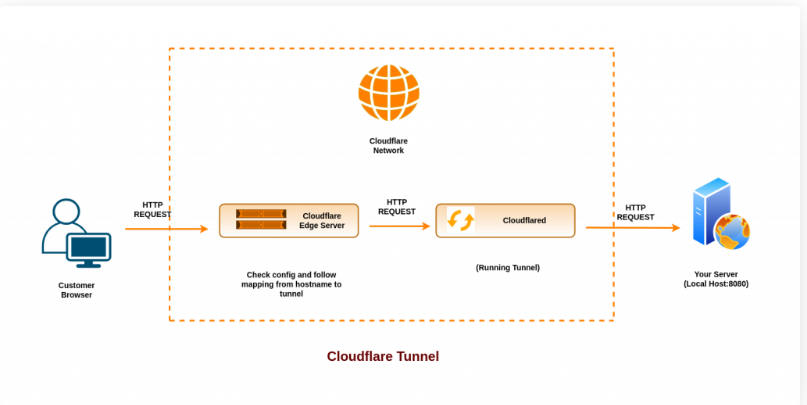 Cloudflare
Network
HTTP
REQUEST
HTTP
REQUEST
HTTP
REQUEST
Cloudflare
Edge Server
Cloudflared
Customer
Browser
Check config and follow
mapping from hostname to
tunnel
(Running Tunnel)
Your Server
(Local Host:8080)
Cloudflare Tunnel